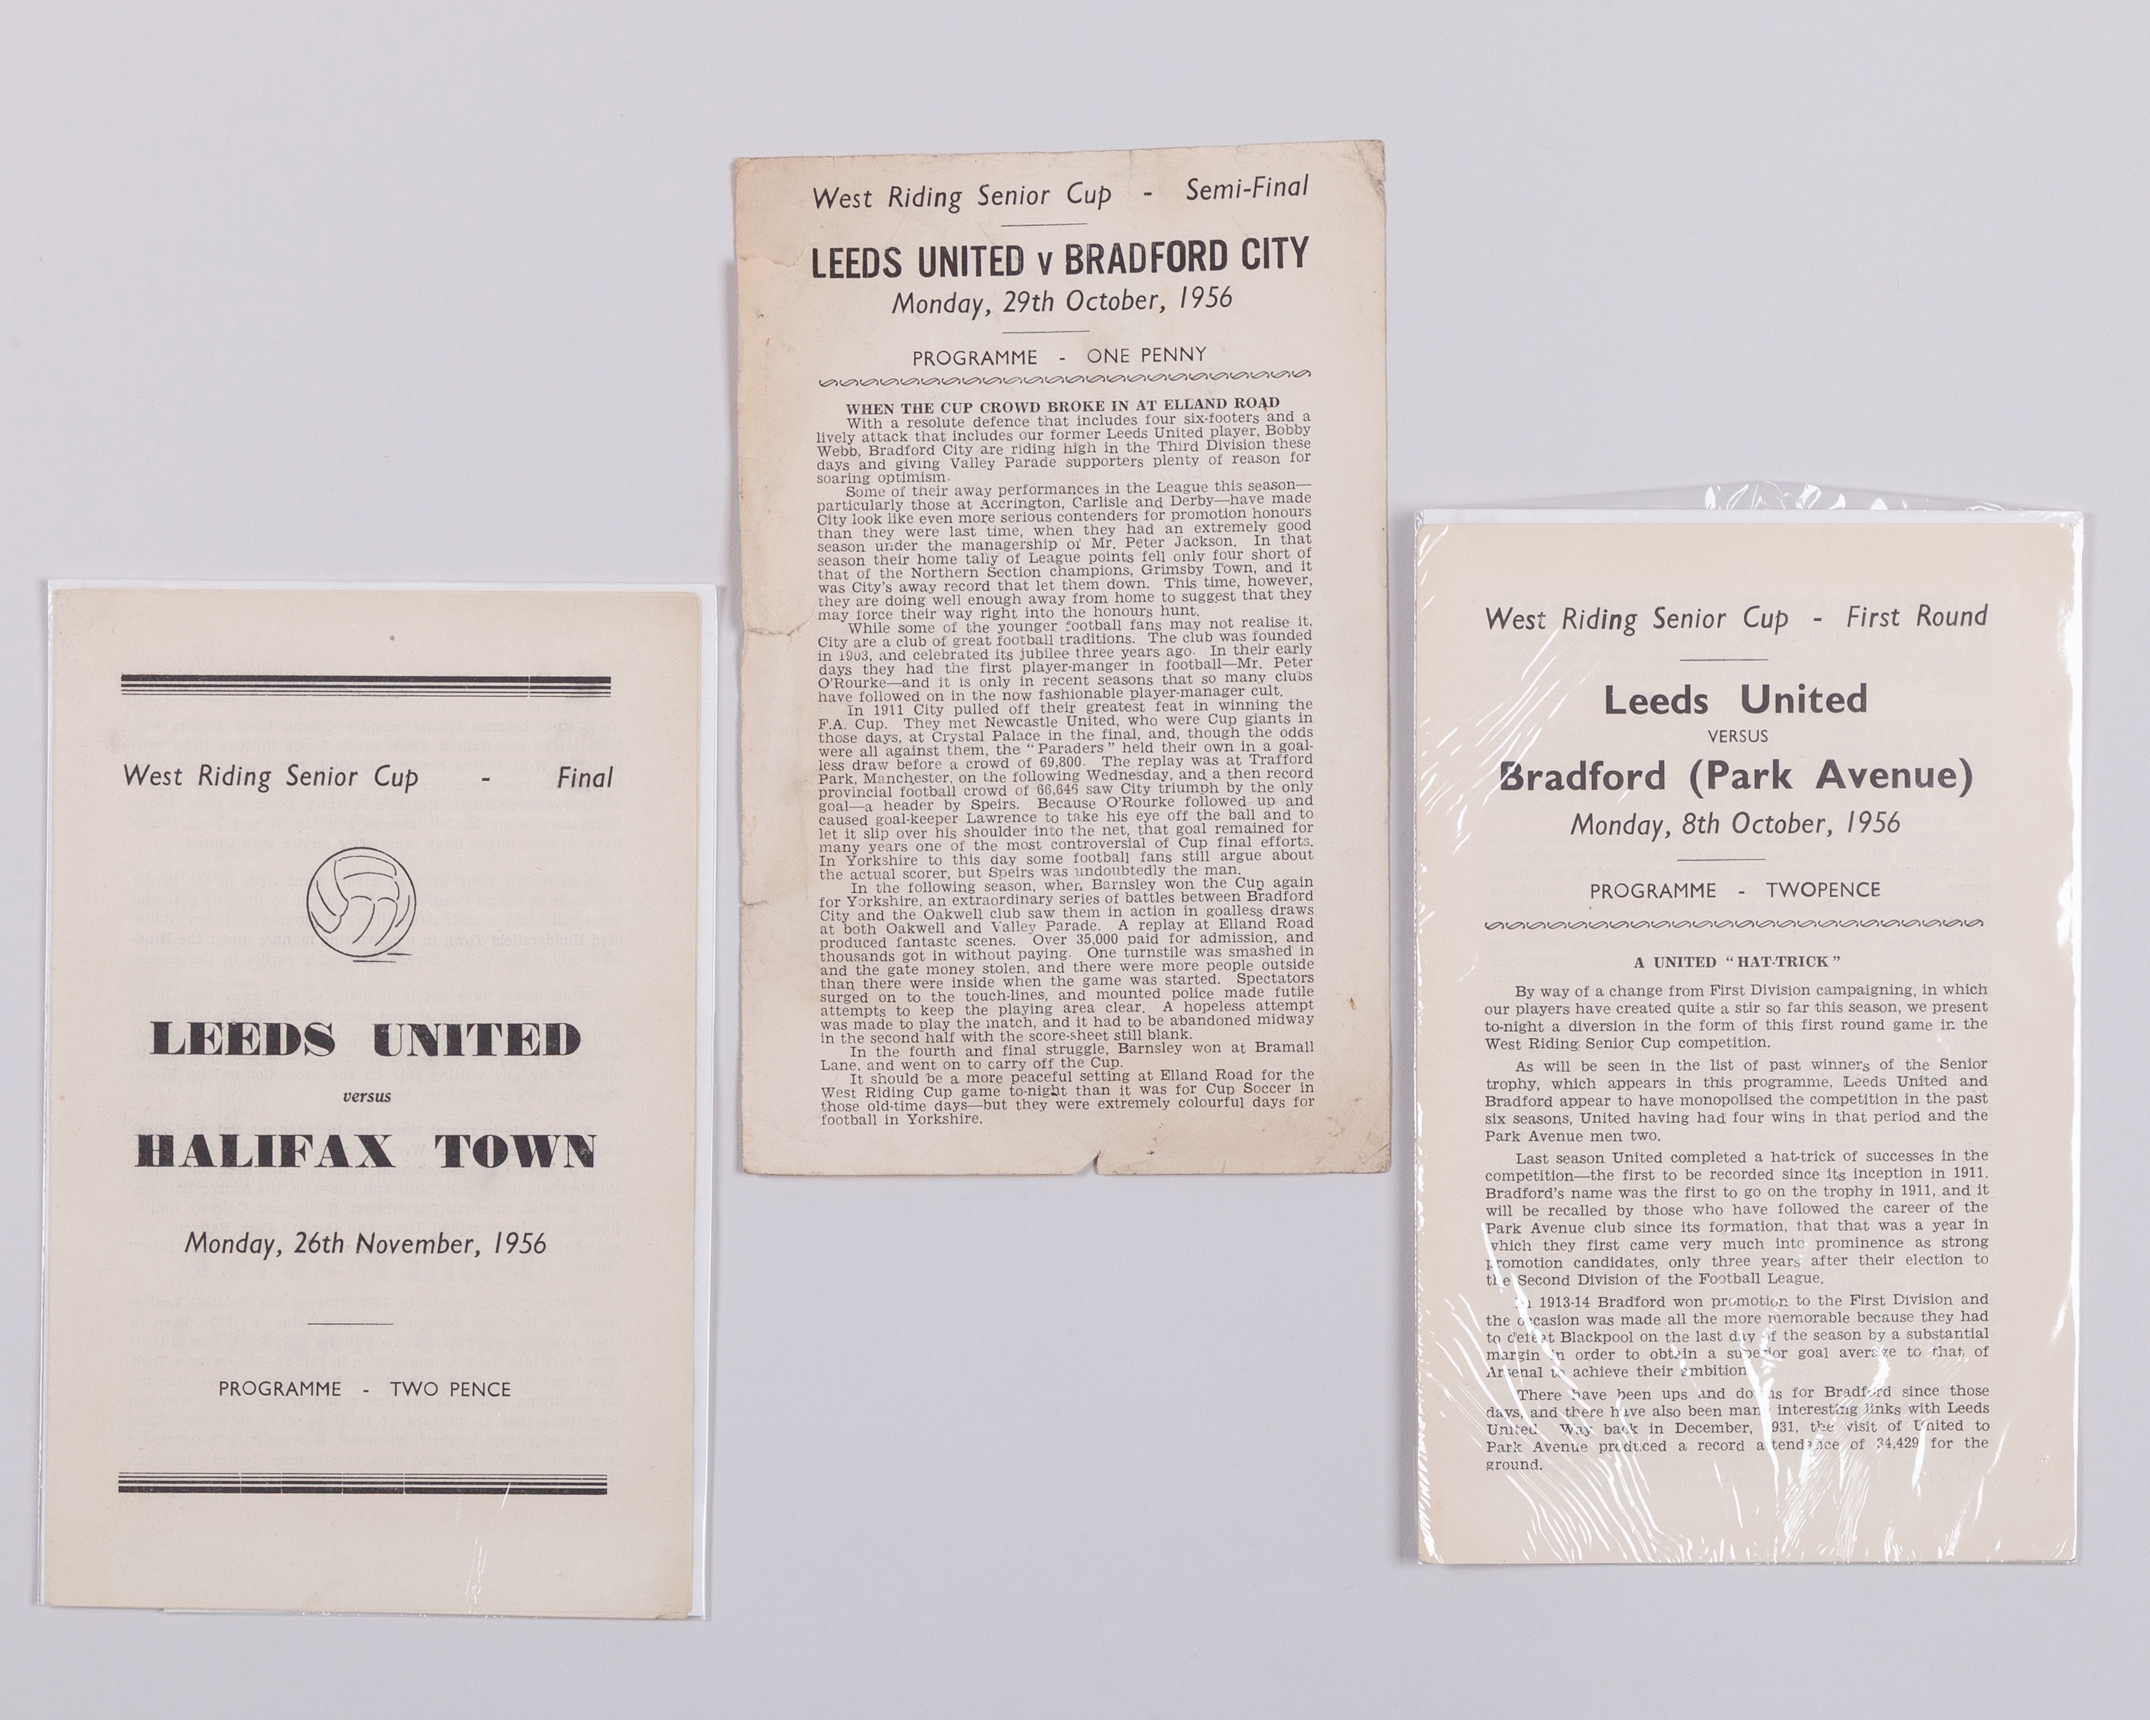 West Riding Senior Cup - Final
LEEDS UNITED
versus
HALIFAX TOWN
Monday, 26th November, 1956
PROGRAMME - TWO PENCE
West Riding Senior Cup - Semi-Final
LEEDS UNITED v BRADFORD CITY
Monday, 29th October, 1956
PROGRAMME - ONE PENNY
WHEN THE CUP CROWD BROKE IN AT ELLAND ROAD
With a resolute defence that includes four six-footers and a
lively attack that includes our former Leeds United player, Bobby
Webb, Bradford City are riding high in the Third Division these
days and giving Valley Parade supporters plenty of reason for
soaring optimism.
Some of their away performances in the League this season—
particularly those at Accrington, Carlisle and Derby—have made
City look like even more serious contenders for promotion honours
than they were last time, when they had an extremely good
season under the managership of Mr. Peter Jackson. In that
season their home tally of League points fell only four short of
that of the Northern Section champions, Grimsby Town, and it
was City's away record that let them down. This time, however,
they are doing well enough away from home to suggest that they
may force their way right into the honours hunt.
While some of the younger football fans may not realise it,
City are a club of great football traditions. The club was founded
in 1903, and celebrated its jubilee three years ago. In their early
days they had the first player-manger in football—Mr. Peter
O'Rourke—and it is only in recent seasons that so many clubs
have followed on in the now fashionable player-manager cult.
In 1911 City pulled off their greatest feat in winning the
F.A. Cup. They met Newcastle United, who were Cup giants in
those days, at Crystal Palace in the final, and, though the odds
were all against them, the "Paraders" held their own in a goal-
less draw before a crowd of 69,800. The replay was at Trafford
Park, Manchester, on the following Wednesday, and a then record
provincial football crowd of 66,646 saw City triumph by the only
goal—a header by Speirs. Because O'Rourke followed up and
caused goal-keeper Lawrence to take his eye off the ball and to
let it slip over his shoulder into the net, that goal remained for
many years one of the most controversial of Cup final efforts.
In Yorkshire to this day some football fans still argue about
the actual scorer, but Speirs was undoubtedly the man.
In the following season, when Barnsley won the Cup again
for Yorkshire, an extraordinary series of battles between Bradford
City and the Oakwell club saw them in action in goalless draws
at both Oakwell and Valley Parade. A replay at Elland Road
produced fantastc scenes. Over 35,000 paid for admission, and
thousands got in without paying. One turnstile was smashed in
and the gate money stolen, and there were more people outside
than there were inside when the game was started. Spectators
surged on to the touch-lines, and mounted police made futile
attempts to keep the playing area clear. A hopeless attempt
was made to play the match, and it had to be abandoned midway
in the second half with the score-sheet still blank.
In the fourth and final struggle, Barnsley won at Bramall
Lane, and went on to carry off the Cup.
It should be a more peaceful setting at Elland Road for the
West Riding Cup game to-night than it was for Cup Soccer in
those old-time days—but they were extremely colourful days for
football in Yorkshire.
West Riding Senior Cup - First Round
Leeds United
VERSUS
Bradford (Park Avenue)
Monday, 8th October, 1956
PROGRAMME - TWOPENCE
A UNITED "HAT-TRICK"
By way of a change from First Division campaigning, in which
our players have created quite a stir so far this season, we present
to-night a diversion in the form of this first round game in the
West Riding Senior Cup competition.
As will be seen in the list of past winners of the Senior
trophy, which appears in this programme, Leeds United and
Bradford appear to have monopolised the competition in the past
six seasons, United having had four wins in that period and the
Park Avenue men two.
Last season United completed a hat-trick of successes in the
competition—the first to be recorded since its inception in 1911.
Bradford's name was the first to go on the trophy in 1911, and it
will be recalled by those who have followed the career of the
Park Avenue club since its formation, that that was a year in
which they first came very much into prominence as strong
promotion candidates, only three years after their election to
the Second Division of the Football League.
In 1913-14 Bradford won promotion to the First Division and
the occasion was made all the more memorable because they had
to defeat Blackpool on the last day of the season by a substantial
margin in order to obtain a superior goal average to that of
Arsenal to achieve their ambition.
There have been ups and downs for Bradford since those
days, and there have also been many interesting links with Leeds
United. Way back in December, 1931, the visit of United to
Park Avenue produced a record attendance of 34,429 for the
ground.